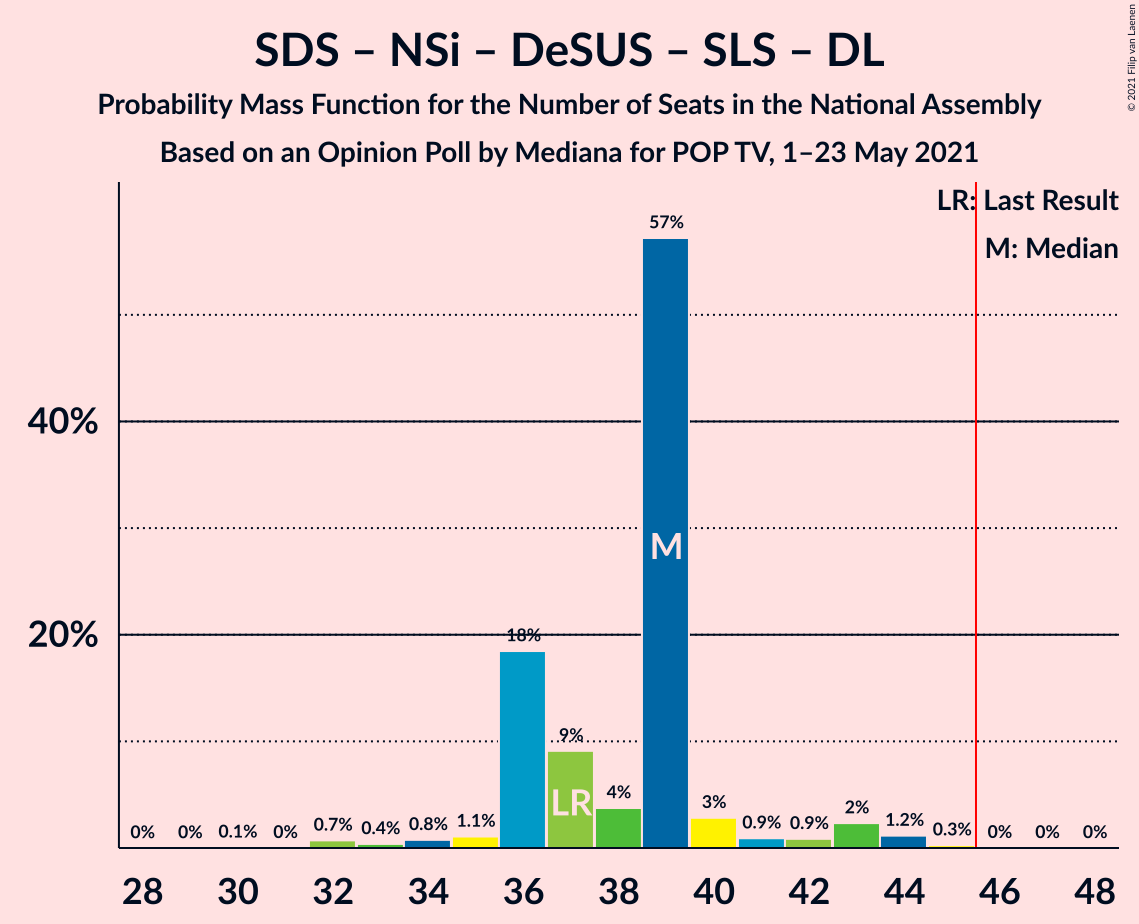 SDS – NSi – DeSUS – SLS – DL
Probability Mass Function for the Number of Seats in the National Assembly
Based on an Opinion Poll by Mediana for POP TV, 1–23 May 2021
© 2021 Filip van Laenen
LR: Last Result
M: Median
40%
20%
0% 0% 0.1% 0% 0.7% 0.4% 0.8% 1.1% 18% 9% 4% 57% 3% 0.9% 0.9% 2% 1.2% 0.3% 0% 0% 0%
LR
M
28 30 32 34 36 38 40 42 44 46 48